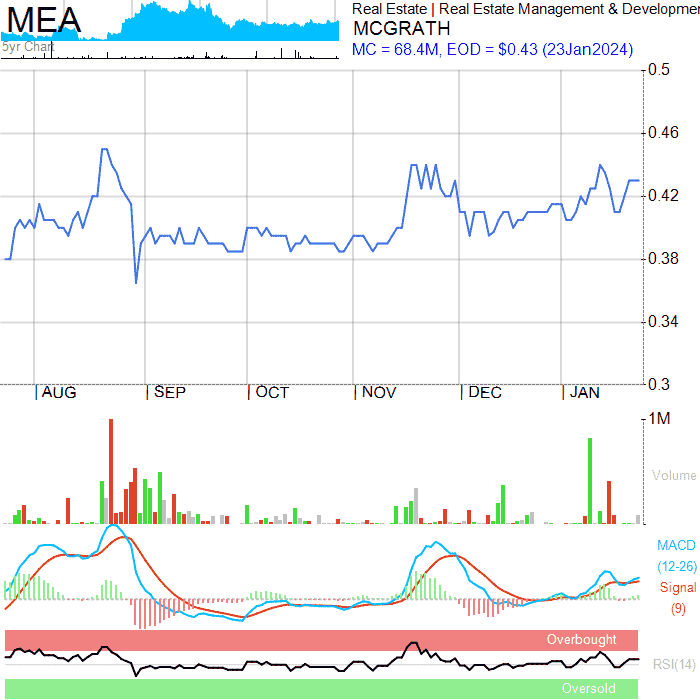 MEA
5yr Chart
Real Estate | Real Estate Management & Developmen
MCGRATH
MC = 68.4M, EOD = $0.43 (23Jan2024)
0.5
0.46
0.42
0.38
0.34
0.3
AUG SEP OCT NOV DEC JAN
1M
Volume
MACD
(12-26)
Signal
(9)
Overbought
RSI(14)
Oversold